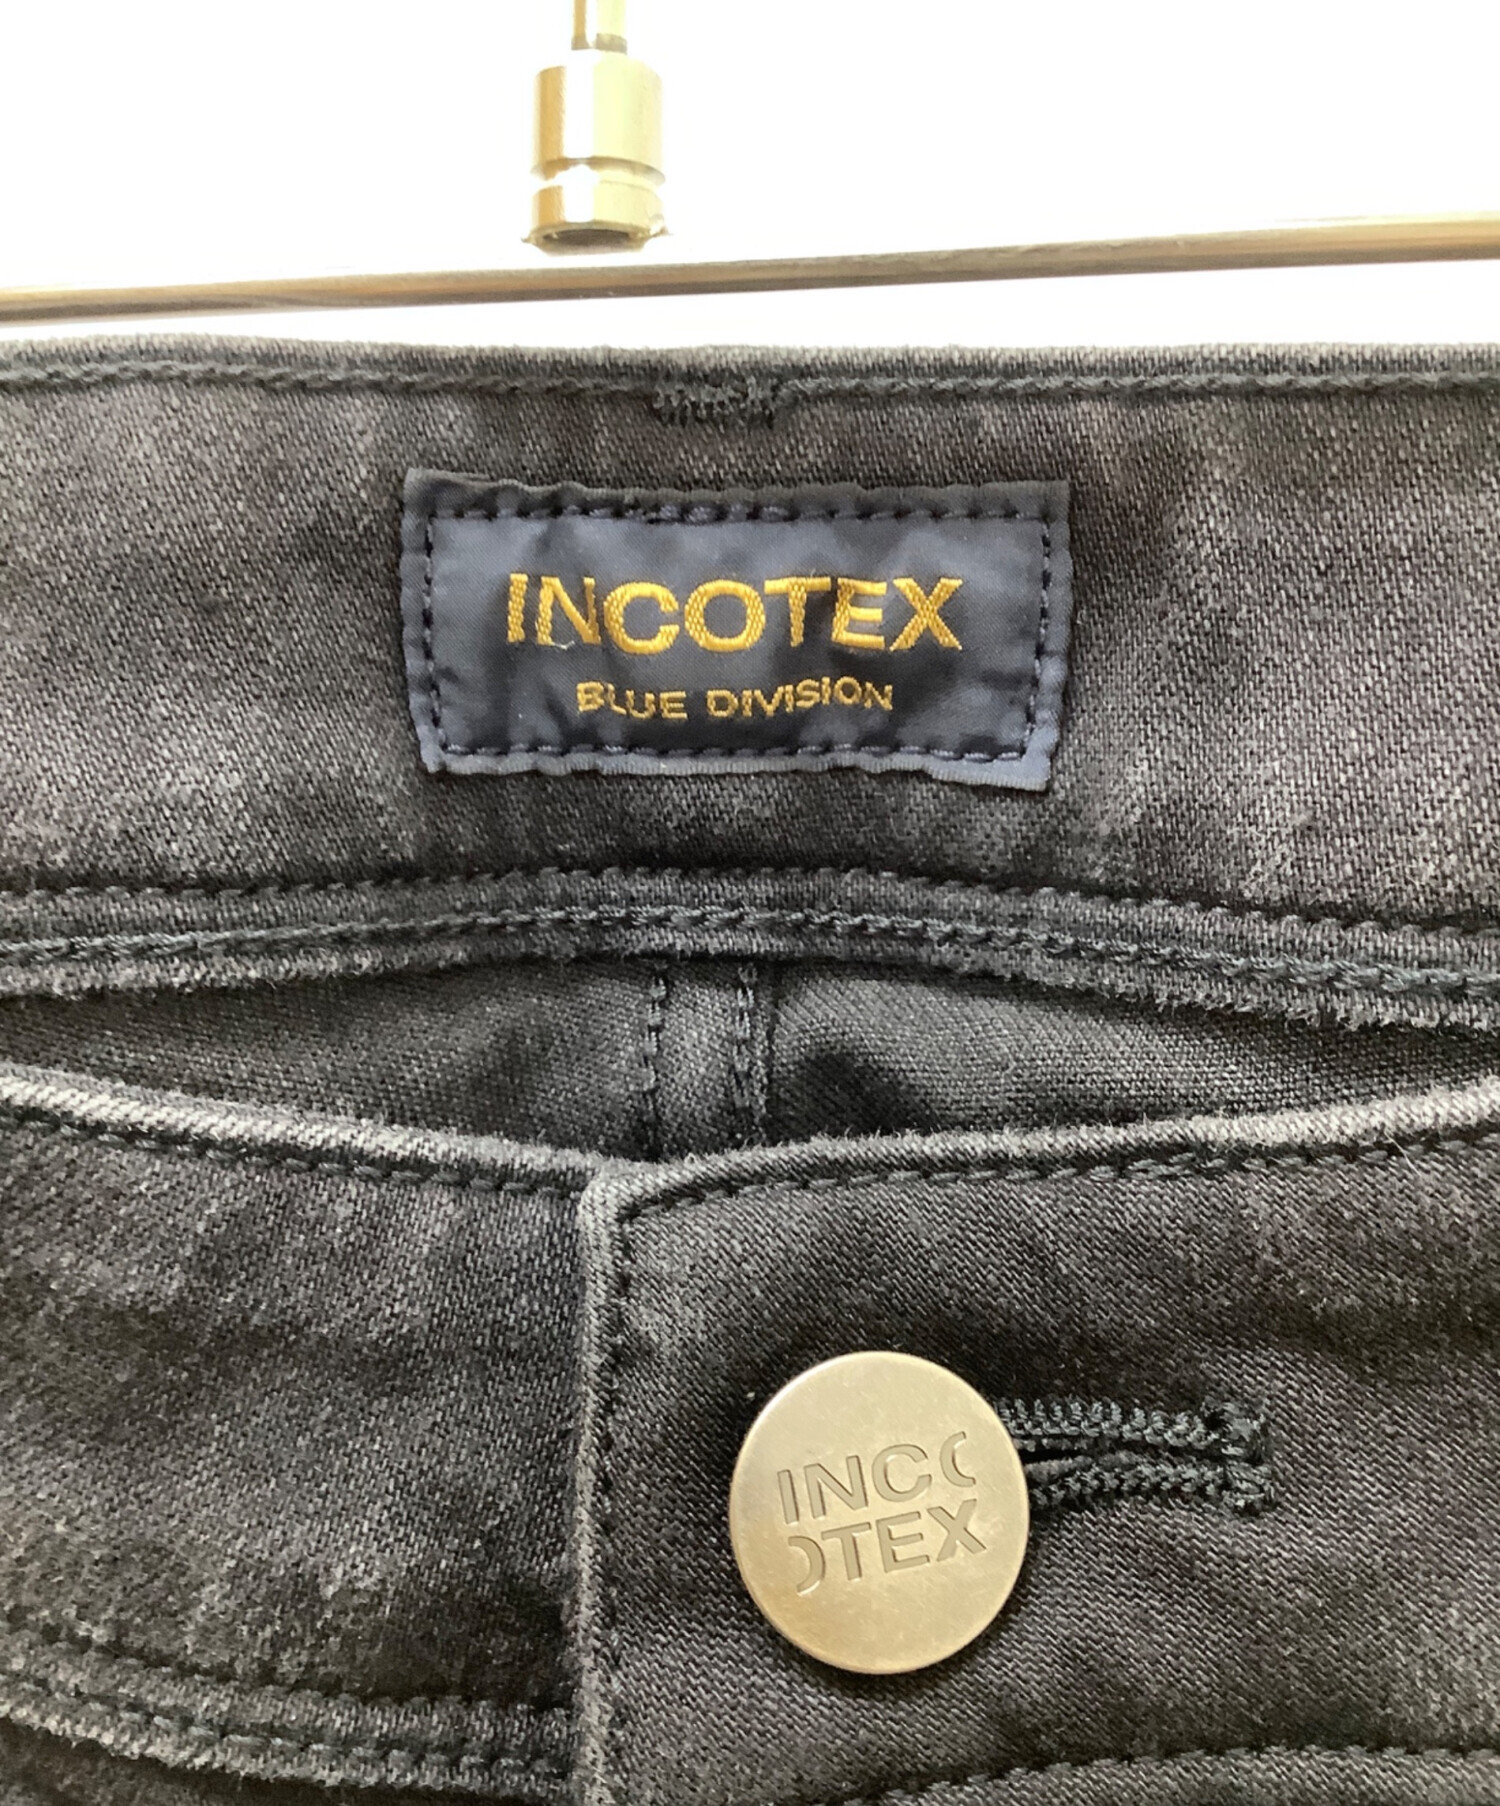 INCOTEX
BLUE DIVISION
INCO
OTEX